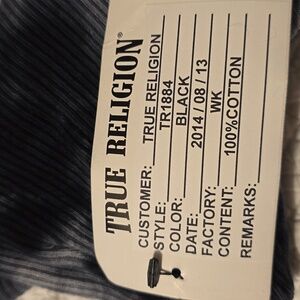 TRUE RELIGION®
CUSTOMER: TRUE RELIGION
STYLE: TR1884
COLOR: BLACK
DATE: 2014 / 08 / 13
FACTORY: WK
CONTENT: 100%COTTON
REMARKS: